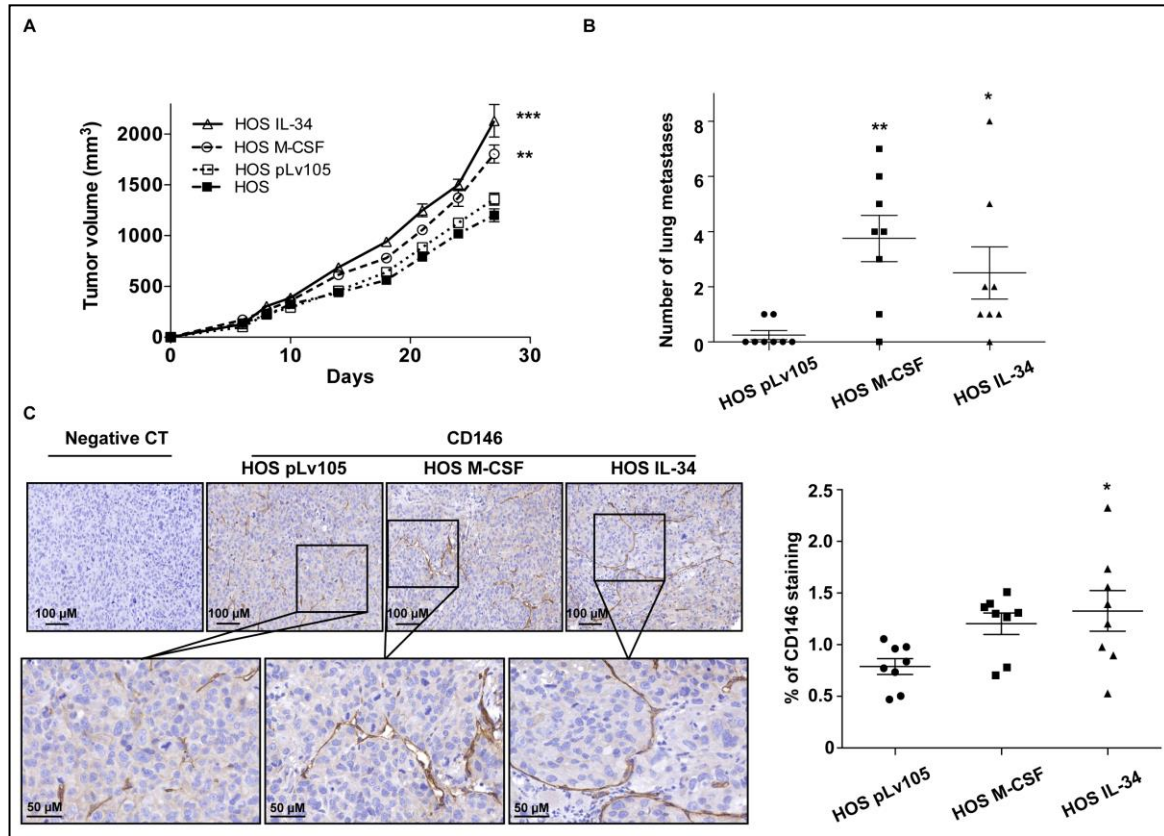 A
Tumor volume (mm³)
2000
1500
1000
500
0
HOS IL-34
HOS M-CSF
HOS pLv105
HOS
***
**
0
10
20
30
Days
B
Number of lung metastases
8
6
4
2
0
**
*
HOS pLv105
HOS M-CSF
HOS IL-34
C
Negative CT
CD146
HOS pLv105
HOS M-CSF
HOS IL-34
100 µM
100 µM
100 µM
100 µM
50 µM
50 µM
50 µM
% of CD146 staining
2.5
2.0
1.5
1.0
0.5
0
*
HOS pLv105
HOS M-CSF
HOS IL-34